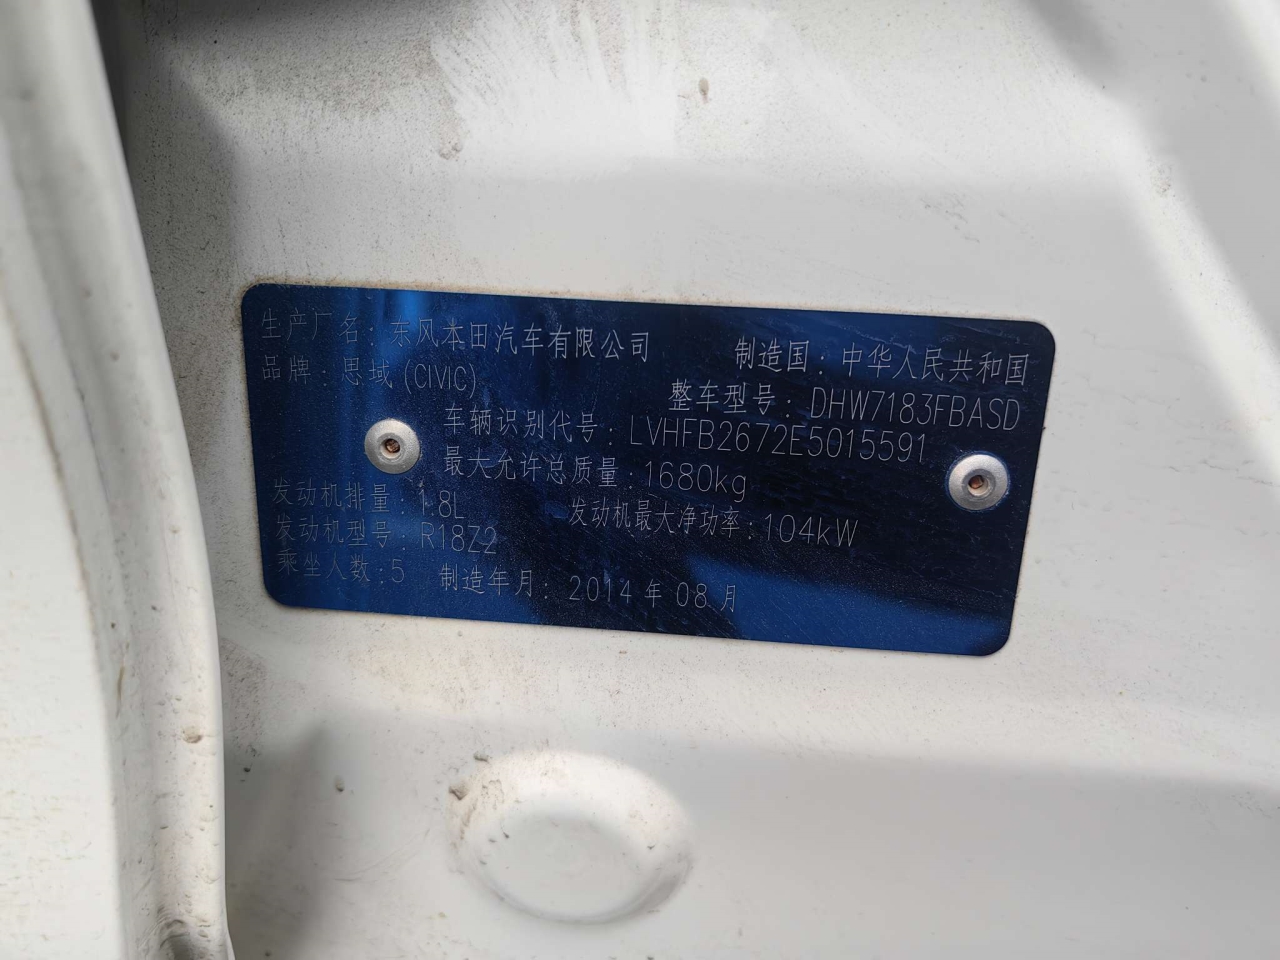 生产厂名：东风本田汽车有限公司 制造国：中华人民共和国
品牌：思域(CIVIC) 整车型号：DHW7183FBASD
车辆识别代号：LVHFB2672E5015591
最大允许总质量：1680kg
发动机排量：1.8L 发动机最大净功率：104kW
发动机型号：R18Z2
乘坐人数：5 制造年月：2014年08月